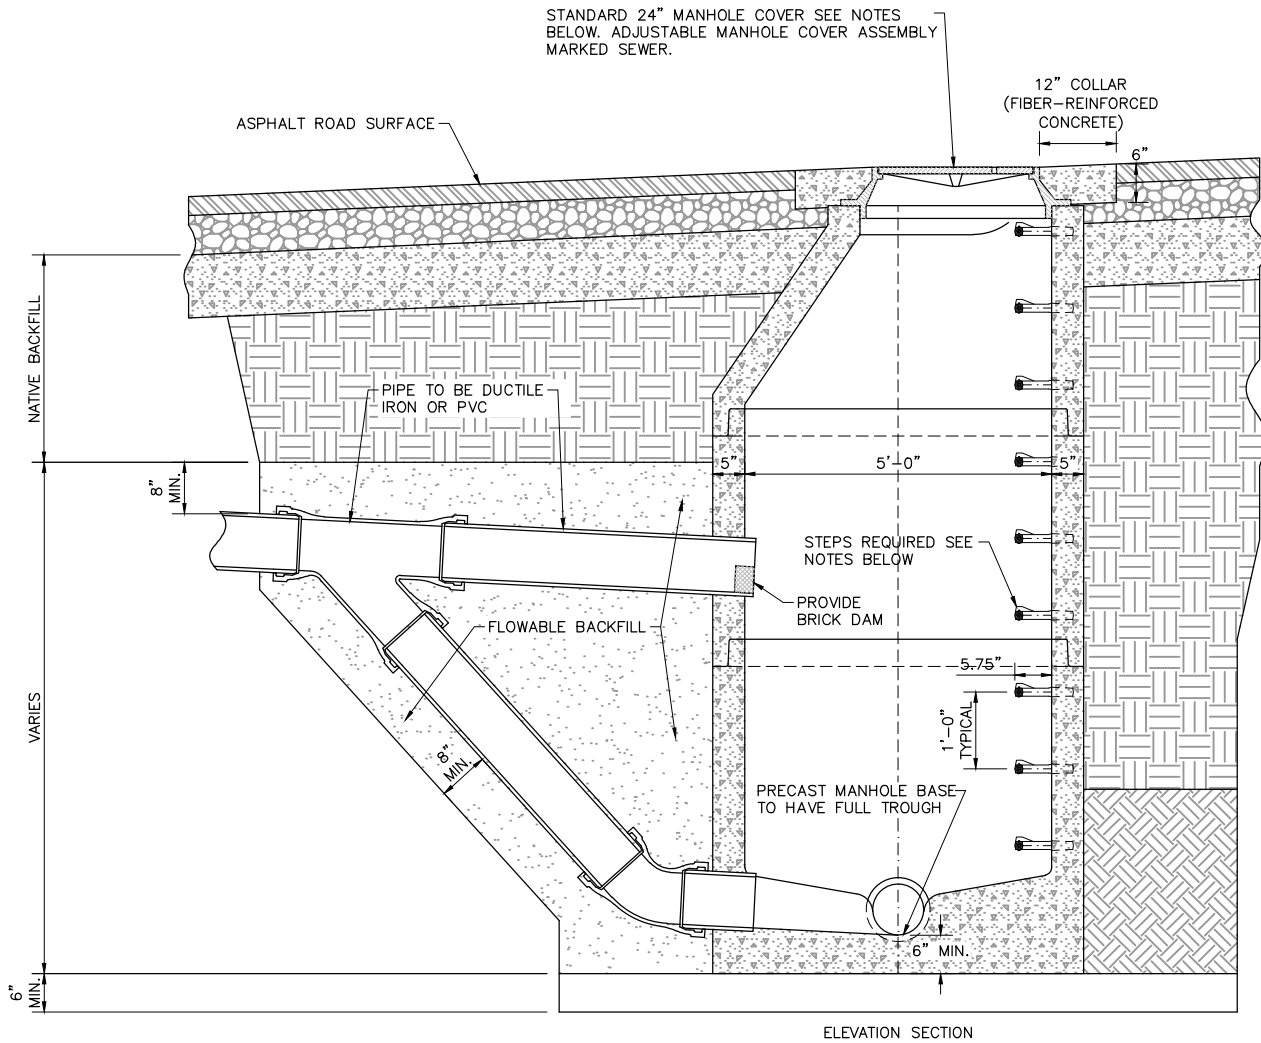 STANDARD 24” MANHOLE COVER SEE NOTES
BELOW. ADJUSTABLE MANHOLE COVER ASSEMBLY
MARKED SEWER.
12” COLLAR
(FIBER-REINFORCED
CONCRETE)
ASPHALT ROAD SURFACE
6”
NATIVE BACKFILL
PIPE TO BE DUCTILE
IRON OR PVC
5”
5'-0”
5”
8”
MIN.
STEPS REQUIRED SEE
NOTES BELOW
PROVIDE
BRICK DAM
FLOWABLE BACKFILL
5.75”
1'-0”
TYPICAL
VARIES
8”
MIN.
PRECAST MANHOLE BASE
TO HAVE FULL TROUGH
6” MIN.
6”
MIN.
ELEVATION SECTION